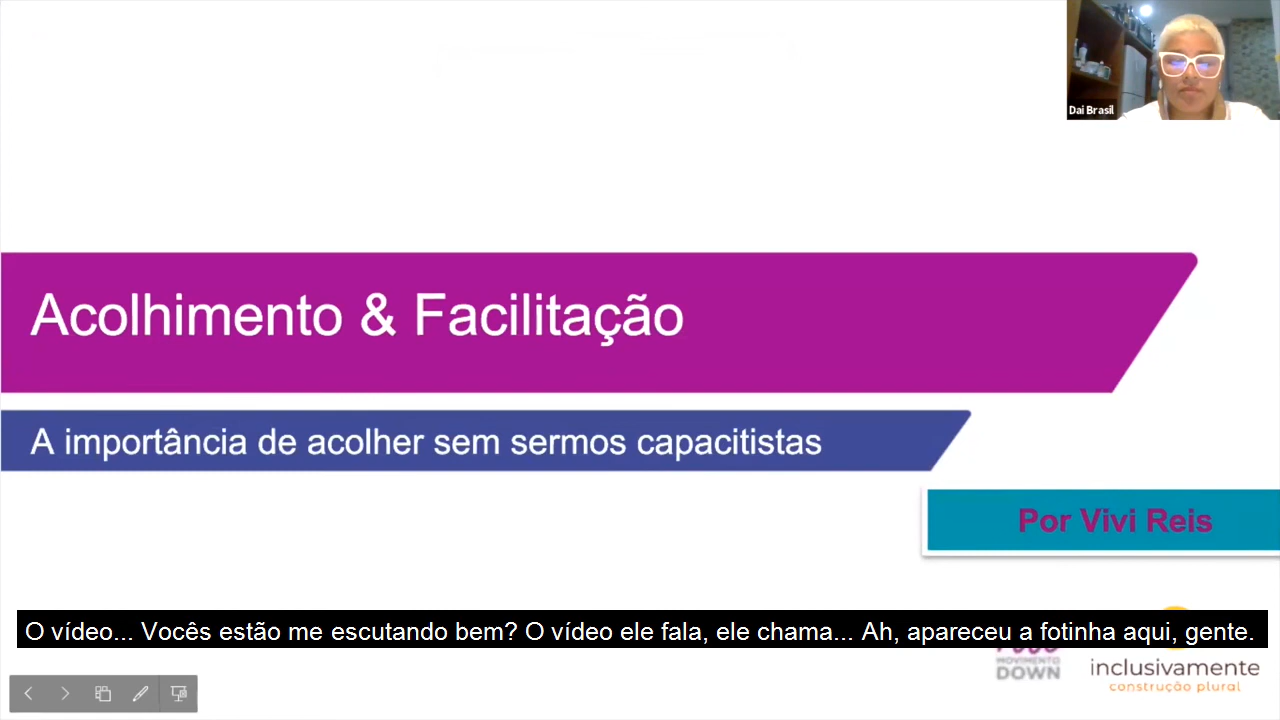 Dai Brasil
Acolhimento & Facilitação
A importância de acolher sem sermos capacitistas
Por Vivi Reis
O vídeo... Vocês estão me escutando bem? O vídeo ele fala, ele chama... Ah, apareceu a fotinha aqui, gente.
MOVIMENTO
DOWN
inclusivamente
construção plural